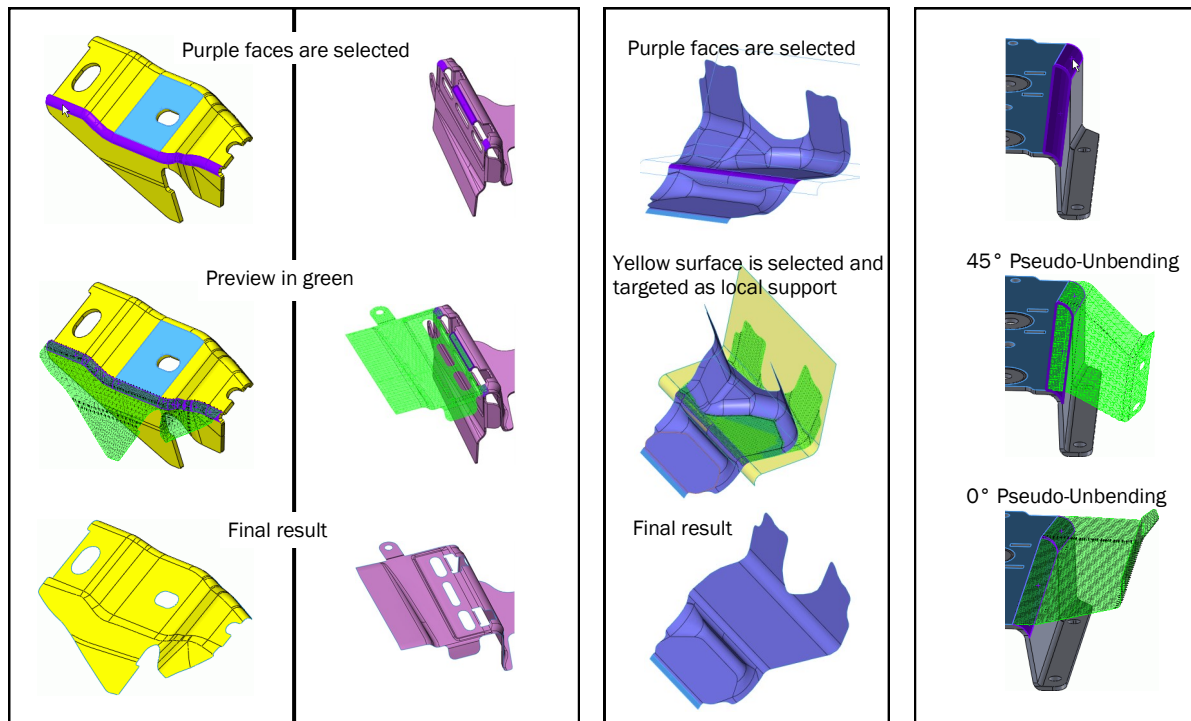 Purple faces are selected
Preview in green
Final result
Purple faces are selected
Yellow surface is selected and
targeted as local support
Final result
45° Pseudo-Unbending
0° Pseudo-Unbending